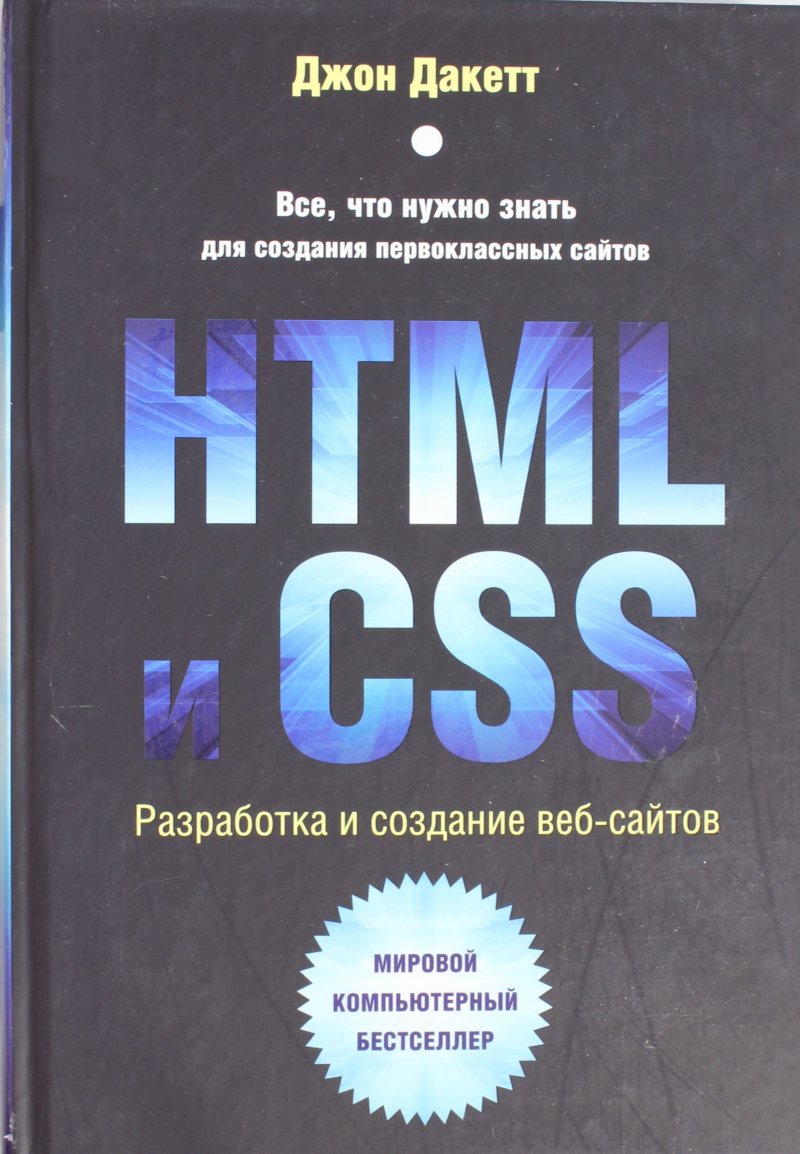 Джон Дакетт
Все, что нужно знать
для создания первоклассных сайтов
HTML
и CSS
Разработка и создание веб-сайтов
МИРОВОЙ
КОМПЬЮТЕРНЫЙ
БЕСТСЕЛЛЕР